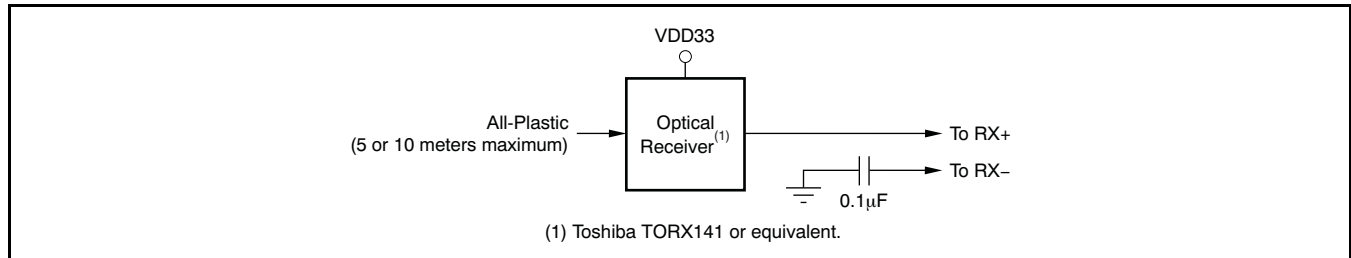 VDD33
All-Plastic
(5 or 10 meters maximum)
Optical
Receiver(1)
To RX+
To RX−
0.1µF
(1) Toshiba TORX141 or equivalent.